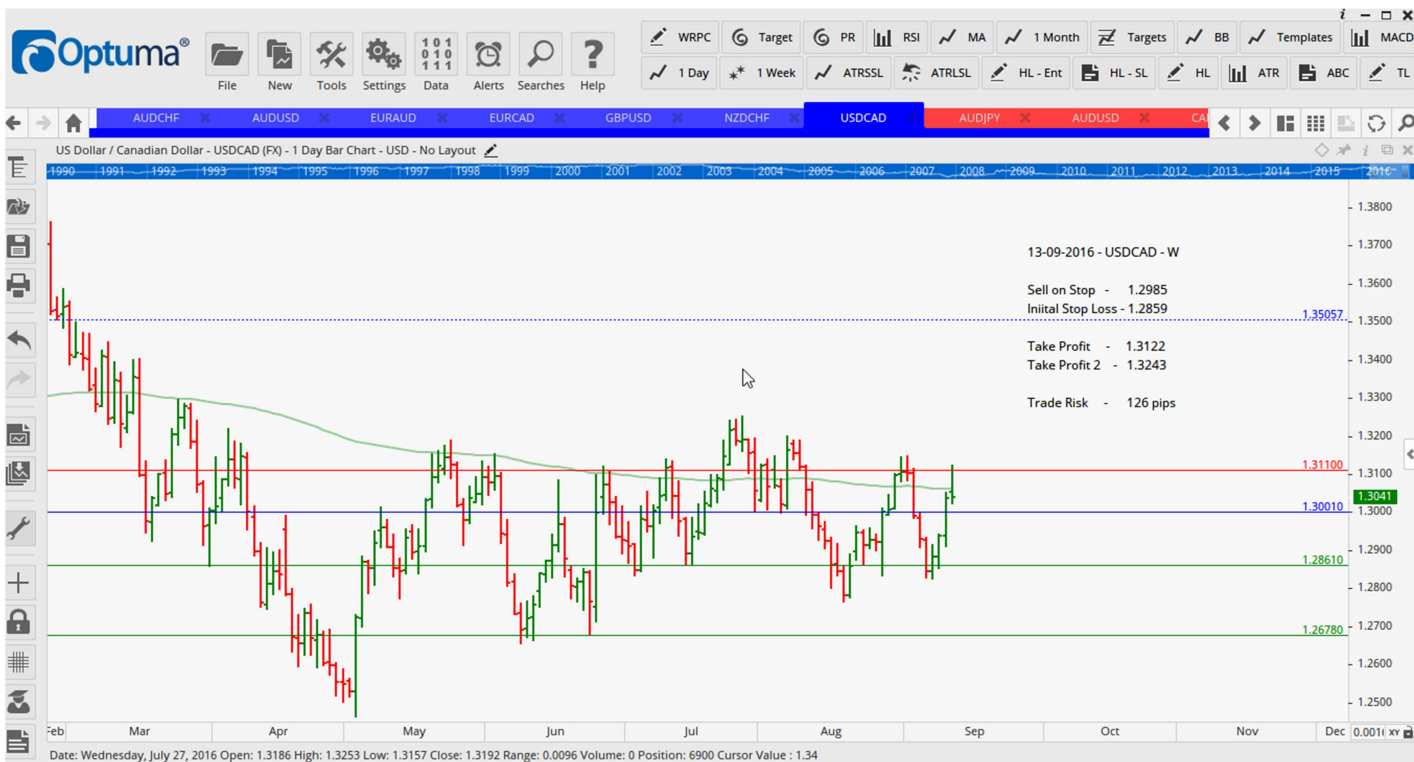 i
Optuma®
File
New
Tools
Settings
Data
Alerts
Searches
Help
101
010
111
WRPC
Target
PR
RSI
MA
1 Month
Targets
BB
Templates
MACD
1 Day
1 Week
ATRSSL
ATRLSL
HL - Ent
HL - SL
HL
ATR
ABC
TL
AUDCHF
AUDUSD
EURAUD
EURCAD
GBPUSD
NZDCHF
USDCAD
AUDJPY
AUDUSD
CA
US Dollar / Canadian Dollar - USDCAD (FX) - 1 Day Bar Chart - USD - No Layout
i
1990 1991 1992 1993 1994 1995 1996 1997 1998 1999 2000 2001 2002 2003 2004 2005 2006 2007 2008 2009 2010 2011 2012 2013 2014 2015 2016
13-09-2016 - USDCAD - W
Sell on Stop - 1.2985
Iniital Stop Loss - 1.2859
Take Profit - 1.3122
Take Profit 2 - 1.3243
Trade Risk - 126 pips
1.35057
1.31100
1.30010
1.28610
1.26780
1.3800
1.3700
1.3600
1.3500
1.3400
1.3300
1.3200
1.3100
1.3041
1.3000
1.2900
1.2800
1.2700
1.2600
1.2500
Feb Mar Apr May Jun Jul Aug Sep Oct Nov Dec
XY
Date: Wednesday, July 27, 2016 Open: 1.3186 High: 1.3253 Low: 1.3157 Close: 1.3192 Range: 0.0096 Volume: 0 Position: 6900 Cursor Value : 1.34